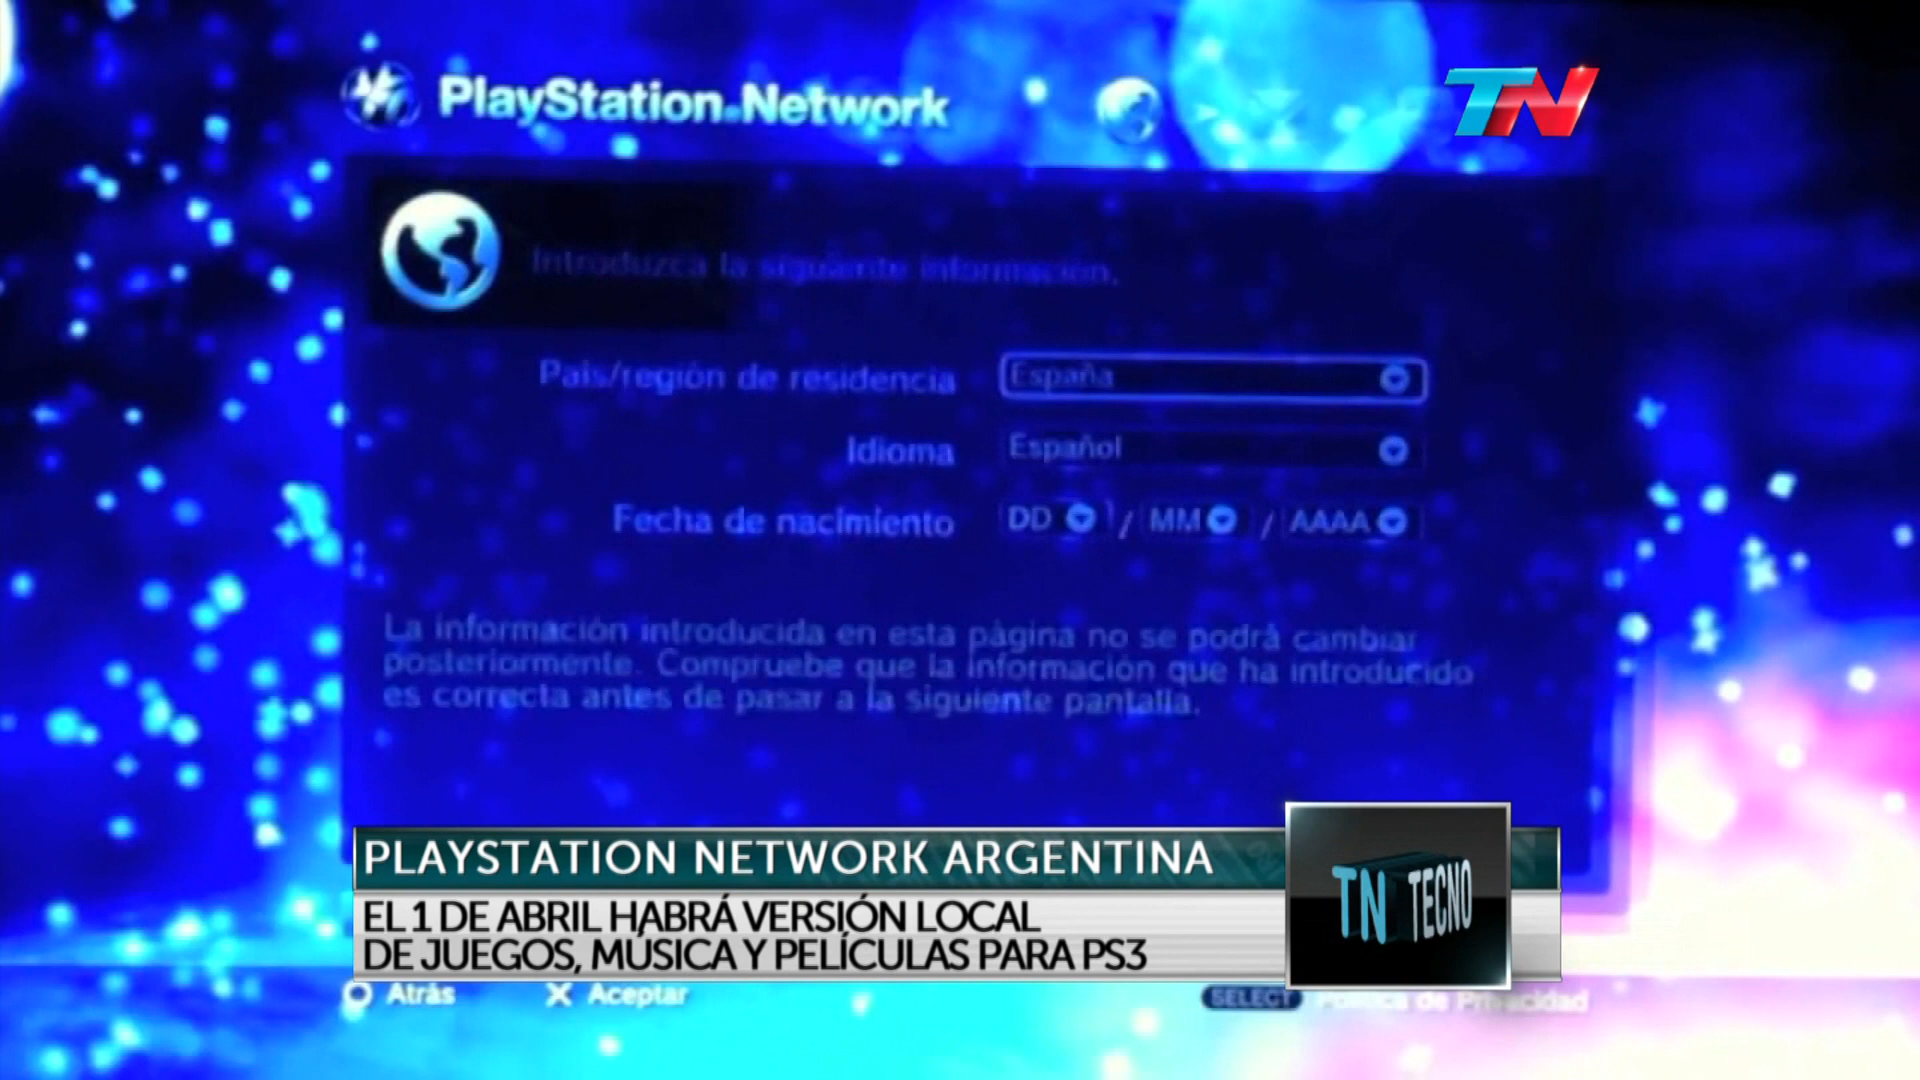 PlayStation Network
TN
Introduzca la siguiente información.
País/región de residencia España
Idioma Español
Fecha de nacimiento DD / MM / AAAA
La información introducida en esta página no se podrá cambiar
posteriormente. Compruebe que la información que ha introducido
es correcta antes de pasar a la siguiente pantalla.
PLAYSTATION NETWORK ARGENTINA
EL 1 DE ABRIL HABRÁ VERSIÓN LOCAL
DE JUEGOS, MÚSICA Y PELÍCULAS PARA PS3
TN TECNO
Atrás Aceptar SELECT Política de Privacidad